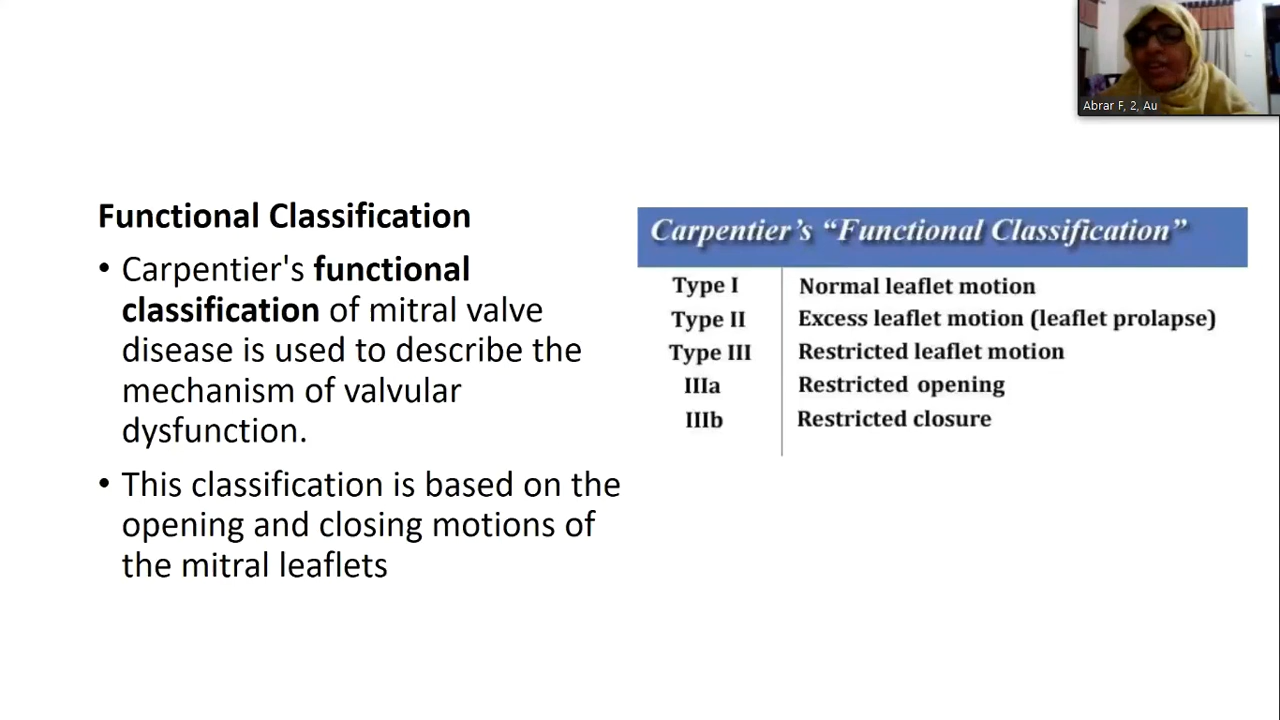 Abrar F, 2, Au
Functional Classification
• Carpentier's functional
classification of mitral valve
disease is used to describe the
mechanism of valvular
dysfunction.
• This classification is based on the
opening and closing motions of
the mitral leaflets
Carpentier's “Functional Classification”
Type I Normal leaflet motion
Type II Excess leaflet motion (leaflet prolapse)
Type III Restricted leaflet motion
IIIa Restricted opening
IIIb Restricted closure